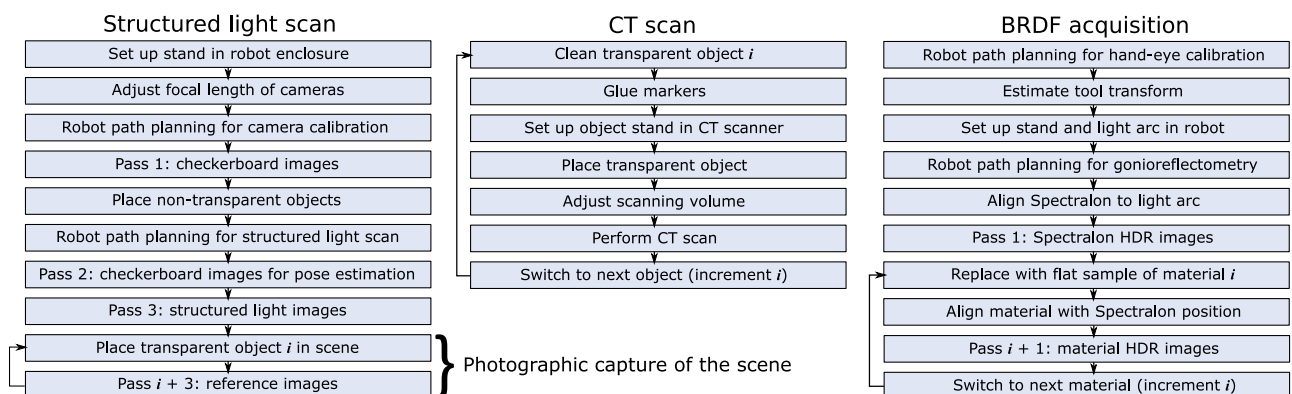 Structured light scan
Set up stand in robot enclosure
Adjust focal length of cameras
Robot path planning for camera calibration
Pass 1: checkerboard images
Place non-transparent objects
Robot path planning for structured light scan
Pass 2: checkerboard images for pose estimation
Pass 3: structured light images
Place transparent object i in scene
Pass i + 3: reference images
Photographic capture of the scene
CT scan
Clean transparent object i
Glue markers
Set up object stand in CT scanner
Place transparent object
Adjust scanning volume
Perform CT scan
Switch to next object (increment i)
BRDF acquisition
Robot path planning for hand-eye calibration
Estimate tool transform
Set up stand and light arc in robot
Robot path planning for gonioreflectometry
Align Spectralon to light arc
Pass 1: Spectralon HDR images
Replace with flat sample of material i
Align material with Spectralon position
Pass i + 1: material HDR images
Switch to next material (increment i)